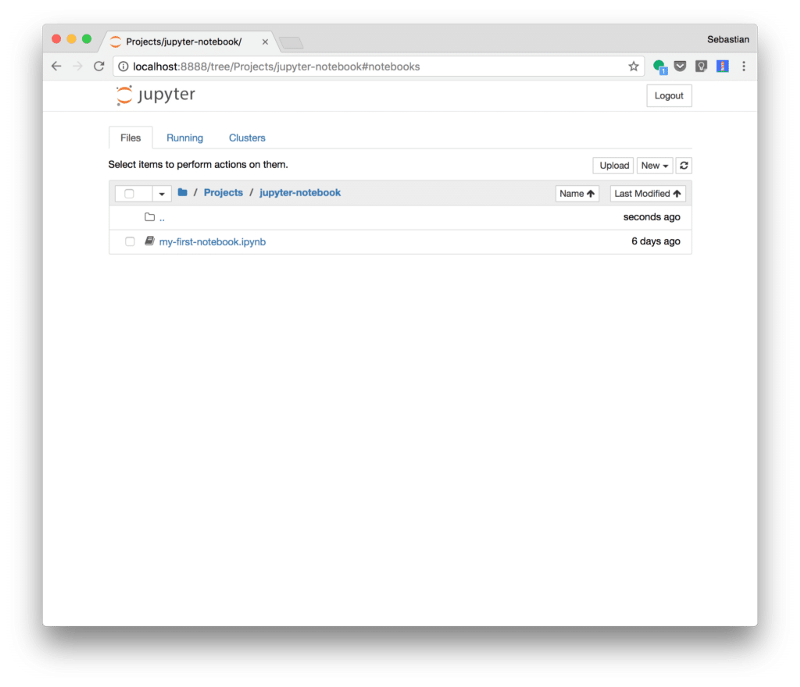 Projects/jupyter-notebook/ Sebastian
localhost:8888/tree/Projects/jupyter-notebook#notebooks 1
jupyter Logout
Files Running Clusters
Select items to perform actions on them. Upload New
/ Projects / jupyter-notebook Name Last Modified
.. seconds ago
my-first-notebook.ipynb 6 days ago